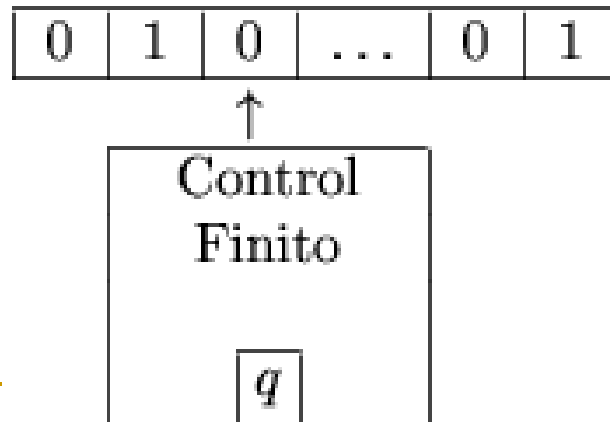 0 1 0 ... 0 1
↑
Control
Finito
q